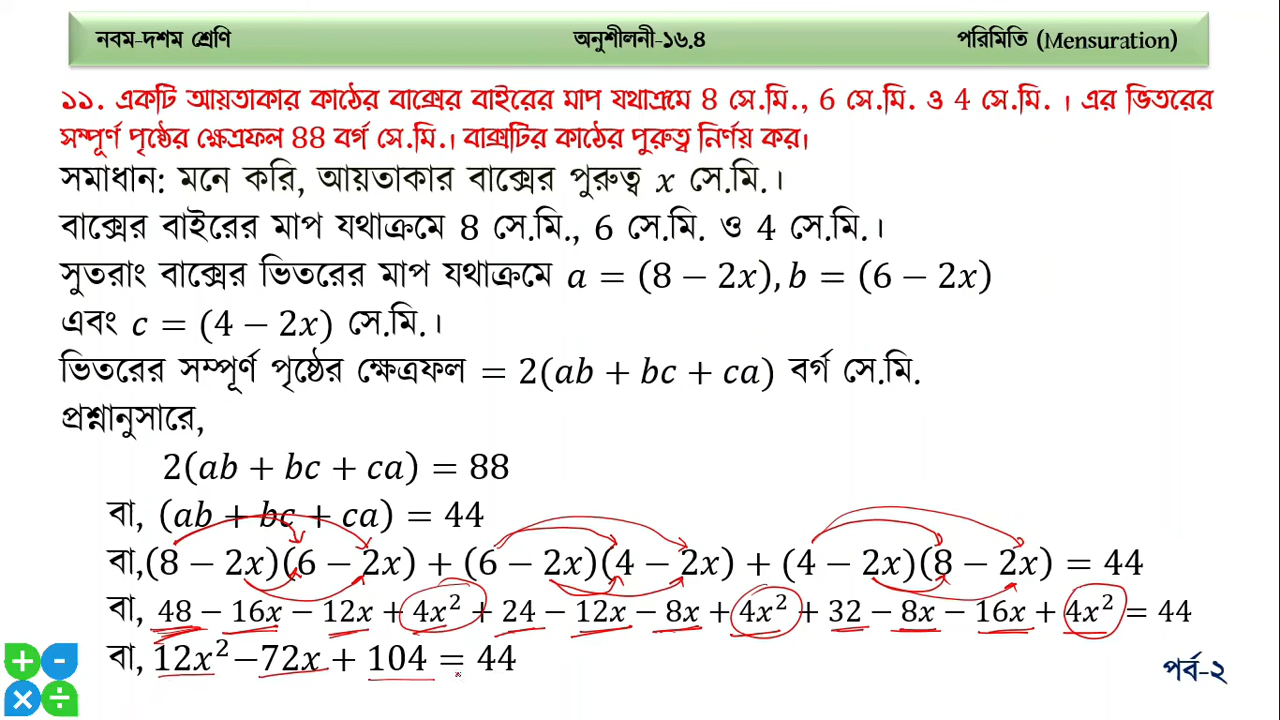 নবম-দশম শ্রেণি অনুশীলনী-১৬.৪ পরিমিতি (Mensuration)
১১. একটি আয়তাকার কাঠের বাক্সের বাইরের মাপ যথাক্রমে 8 সে.মি., 6 সে.মি. ও 4 সে.মি. । এর ভিতরের
সম্পূর্ণ পৃষ্ঠের ক্ষেত্রফল 88 বর্গ সে.মি.। বাক্সটির কাঠের পুরুত্ব নির্ণয় কর।
সমাধান: মনে করি, আয়তাকার বাক্সের পুরুত্ব x সে.মি.।
বাক্সের বাইরের মাপ যথাক্রমে 8 সে.মি., 6 সে.মি. ও 4 সে.মি.।
সুতরাং বাক্সের ভিতরের মাপ যথাক্রমে a = (8 − 2x), b = (6 − 2x)
এবং c = (4 − 2x) সে.মি.।
ভিতরের সম্পূর্ণ পৃষ্ঠের ক্ষেত্রফল = 2(ab + bc + ca) বর্গ সে.মি.
প্রশ্নানুসারে,
2(ab + bc + ca) = 88
বা, (ab + bc + ca) = 44
বা,(8 − 2x)(6 − 2x) + (6 − 2x)(4 − 2x) + (4 − 2x)(8 − 2x) = 44
বা, 48 − 16x − 12x + 4x² + 24 − 12x − 8x + 4x² + 32 − 8x − 16x + 4x² = 44
বা, 12x²−72x + 104 = 44
পর্ব-২